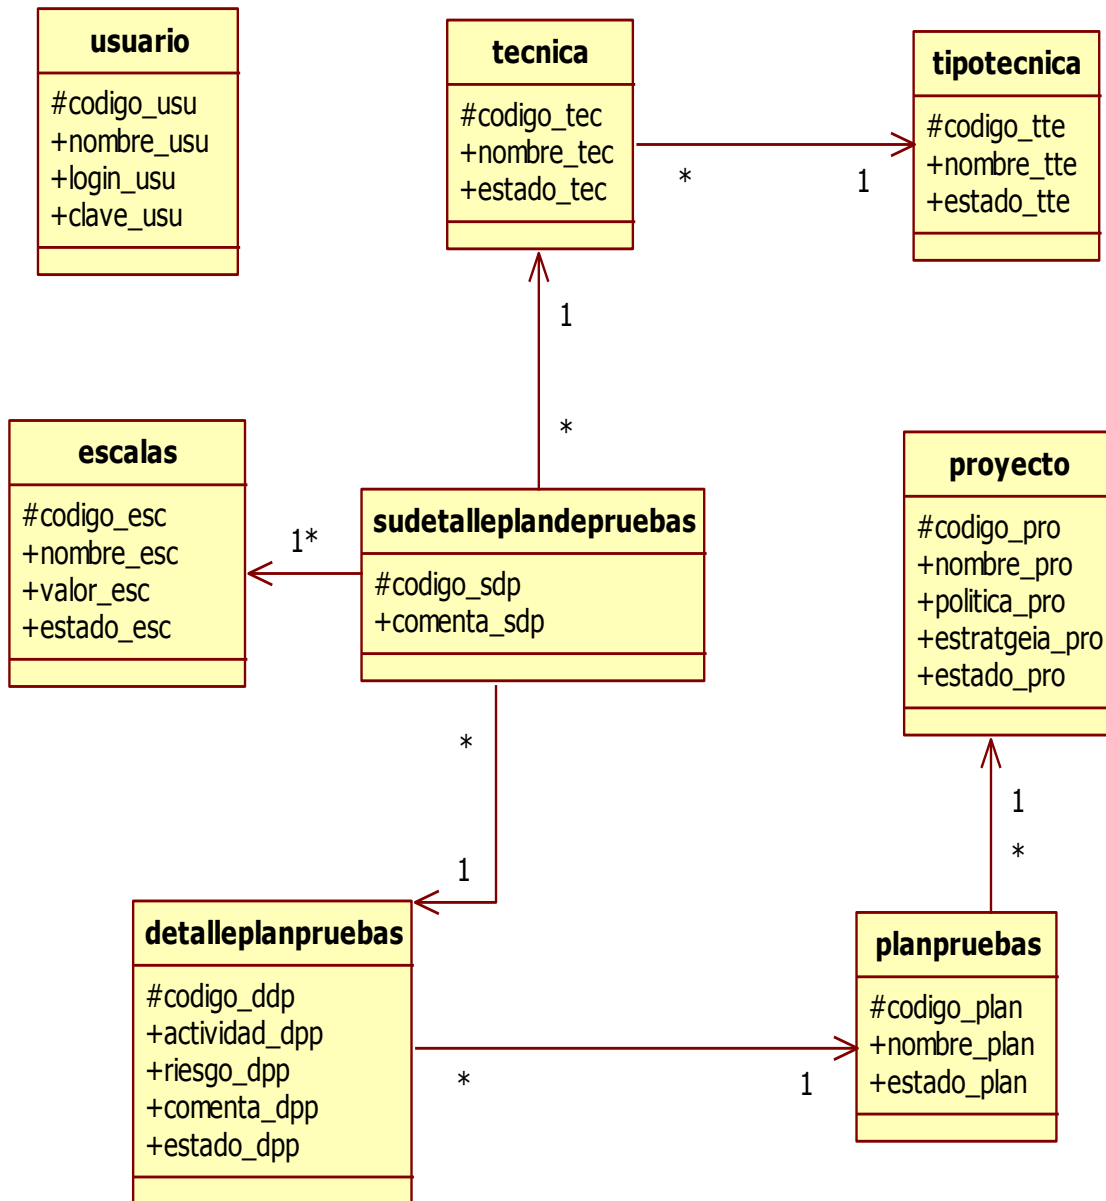 usuario
#codigo_usu
+nombre_usu
+login_usu
+clave_usu
tecnica
#codigo_tec
+nombre_tec
+estado_tec
*
1
tipotecnica
#codigo_tte
+nombre_tte
+estado_tte
1
*
escalas
#codigo_esc
+nombre_esc
+valor_esc
+estado_esc
1*
sudetalleplandepruebas
#codigo_sdp
+comenta_sdp
proyecto
#codigo_pro
+nombre_pro
+politica_pro
+estratgeia_pro
+estado_pro
*
1
1
*
detalleplanpruebas
#codigo_ddp
+actividad_dpp
+riesgo_dpp
+comenta_dpp
+estado_dpp
*
1
planpruebas
#codigo_plan
+nombre_plan
+estado_plan